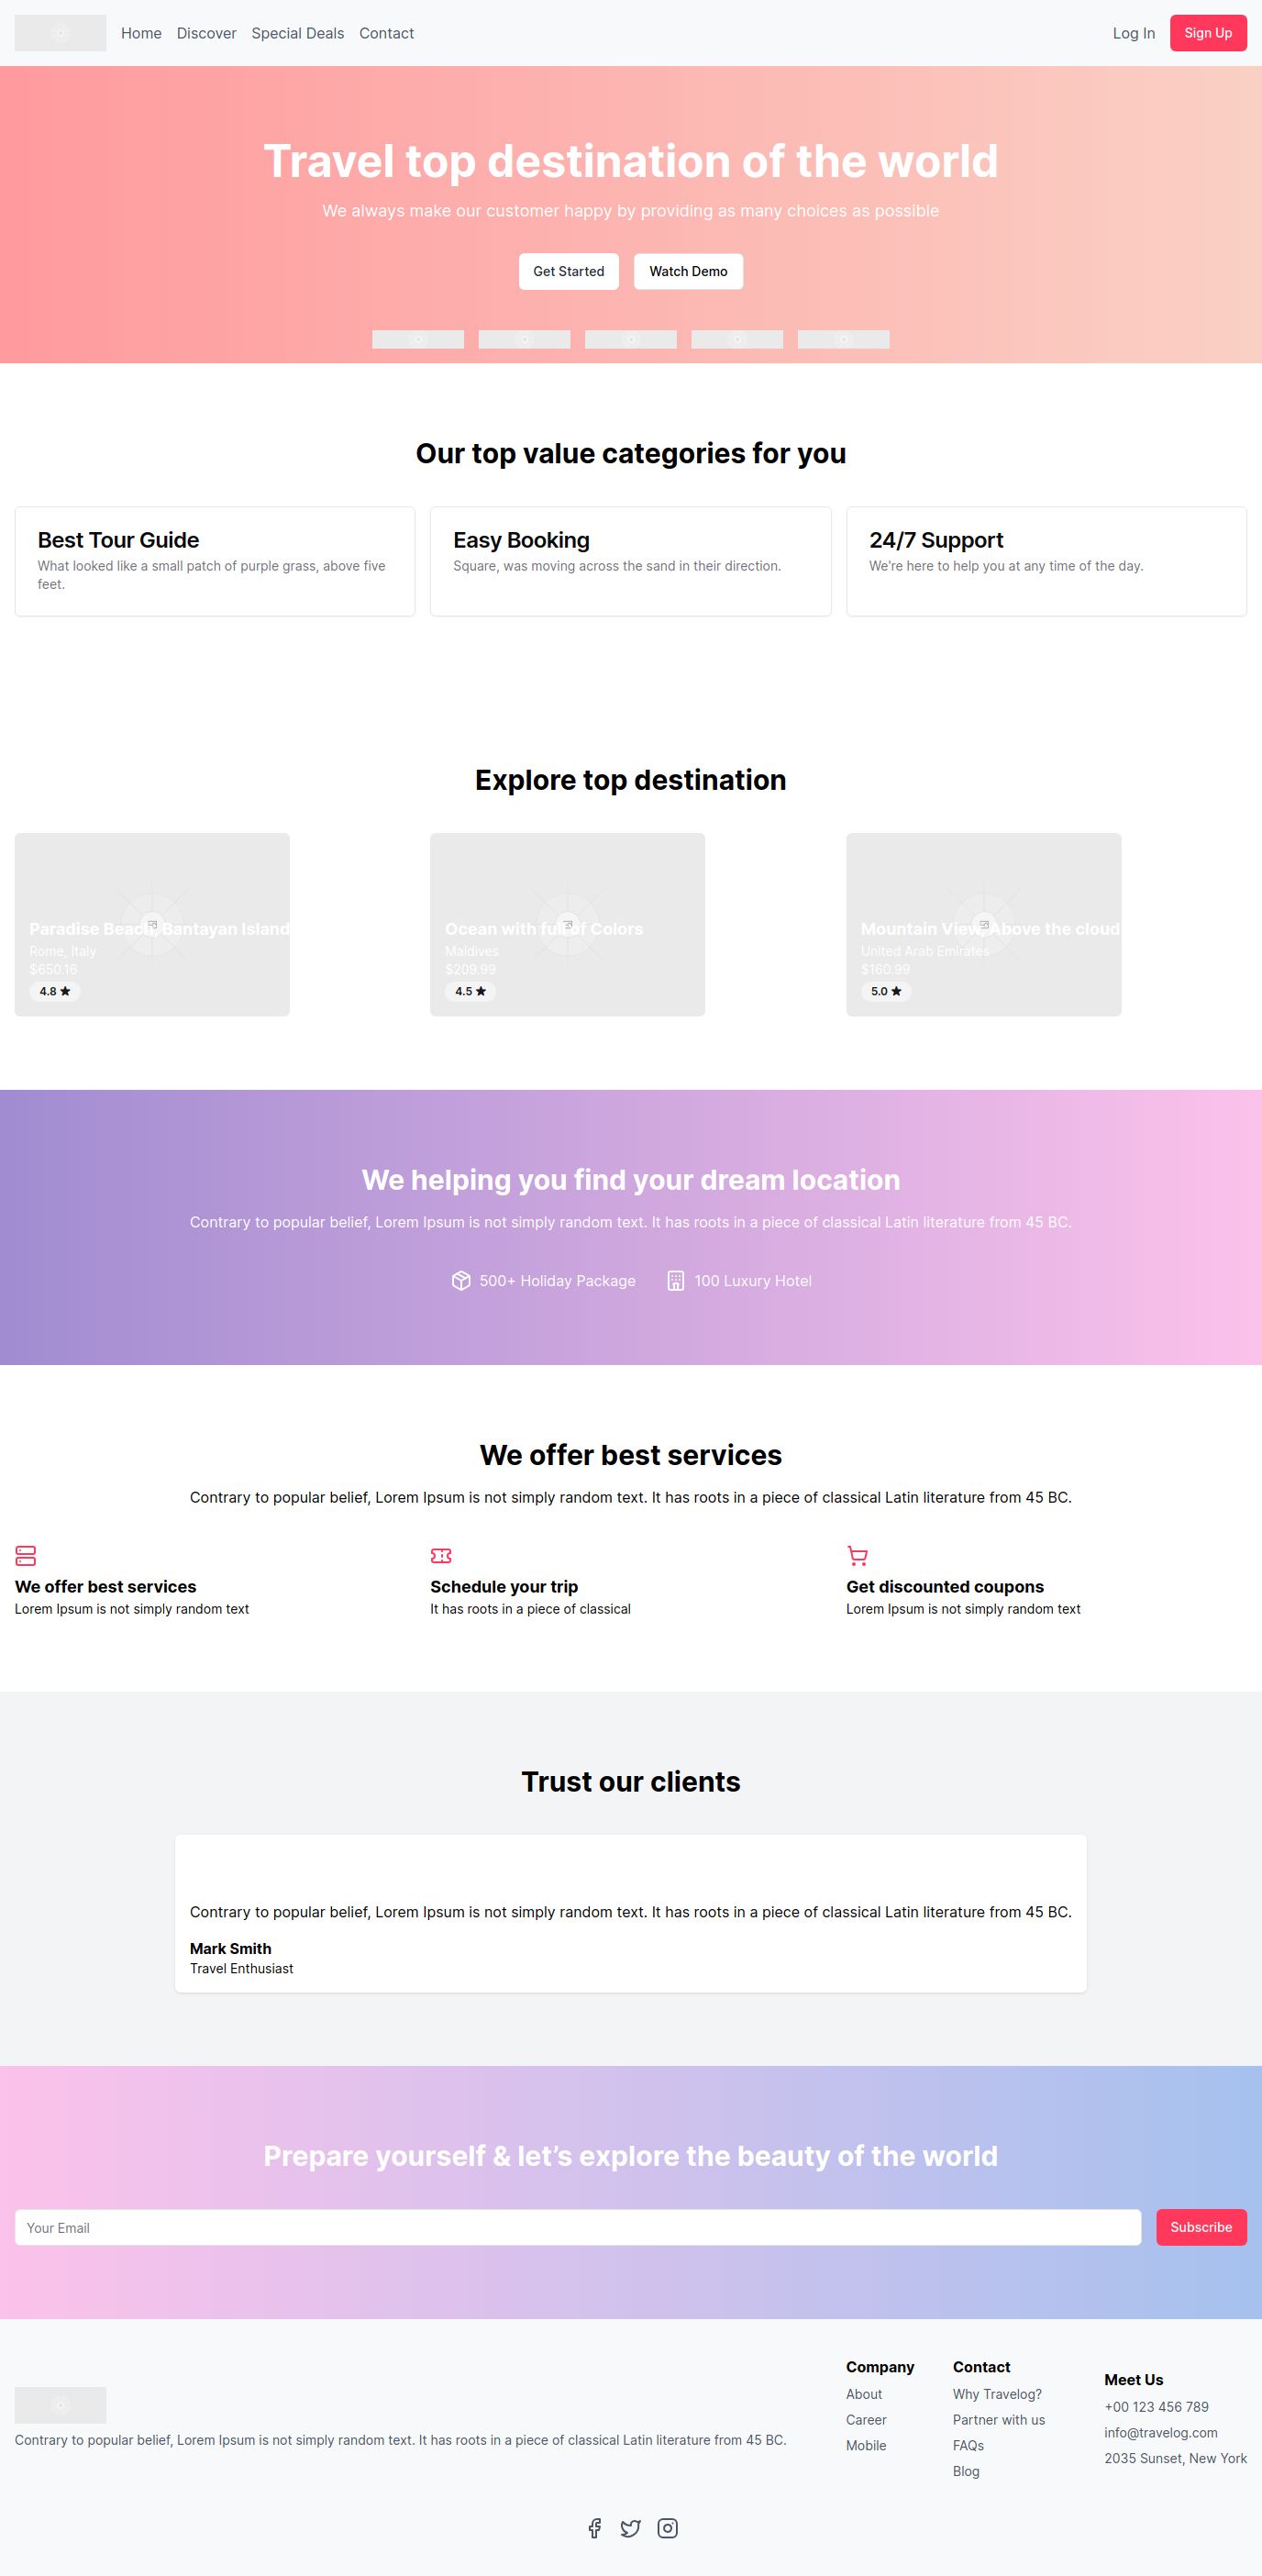 Home Discover Special Deals Contact Log In Sign Up
Travel top destination of the world
We always make our customer happy by providing as many choices as possible
Get Started Watch Demo
Our top value categories for you
Best Tour Guide
What looked like a small patch of purple grass, above five
feet.
Easy Booking
Square, was moving across the sand in their direction.
24/7 Support
We're here to help you at any time of the day.
Explore top destination
Paradise Beach, Bantayan Island
Rome, Italy
$650.16
4.8 ★
Ocean with full of Colors
Maldives
$209.99
4.5 ★
Mountain View, Above the cloud
United Arab Emirates
$160.99
5.0 ★
We helping you find your dream location
Contrary to popular belief, Lorem Ipsum is not simply random text. It has roots in a piece of classical Latin literature from 45 BC.
500+ Holiday Package 100 Luxury Hotel
We offer best services
Contrary to popular belief, Lorem Ipsum is not simply random text. It has roots in a piece of classical Latin literature from 45 BC.
We offer best services
Lorem Ipsum is not simply random text
Schedule your trip
It has roots in a piece of classical
Get discounted coupons
Lorem Ipsum is not simply random text
Trust our clients
Contrary to popular belief, Lorem Ipsum is not simply random text. It has roots in a piece of classical Latin literature from 45 BC.
Mark Smith
Travel Enthusiast
Prepare yourself & let’s explore the beauty of the world
Your Email Subscribe
Contrary to popular belief, Lorem Ipsum is not simply random text. It has roots in a piece of classical Latin literature from 45 BC.
Company
About
Career
Mobile
Contact
Why Travelog?
Partner with us
FAQs
Blog
Meet Us
+00 123 456 789
info@travelog.com
2035 Sunset, New York